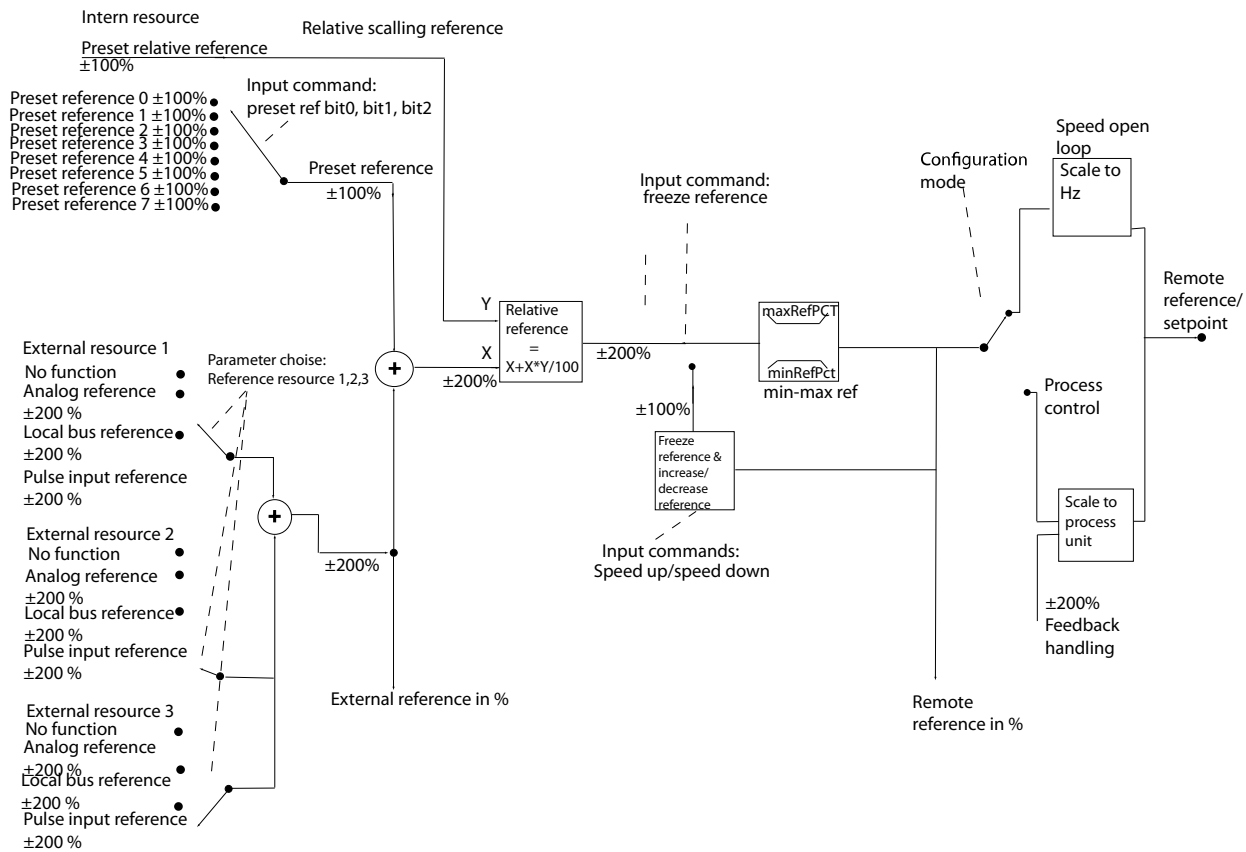 Intern resource
Relative scalling reference
Preset relative reference
±100%
Input command:
preset ref bit0, bit1, bit2
Preset reference 0 ±100%
Preset reference 1 ±100%
Preset reference 2 ±100%
Preset reference 3 ±100%
Preset reference 4 ±100%
Preset reference 5 ±100%
Preset reference 6 ±100%
Preset reference 7 ±100%
Preset reference
±100%
Input command:
freeze reference
Configuration
mode
Speed open
loop
Scale to
Hz
Remote
reference/
setpoint
Y
X
±200%
Relative
reference
=
X+X*Y/100
±200%
maxRefPCT
minRefPct
min-max ref
External resource 1
No function
Analog reference
±200 %
Local bus reference
±200 %
Pulse input reference
±200 %
Parameter choise:
Reference resource 1,2,3
+
+
±200%
±100%
Freeze
reference &
increase/
decrease
reference
Input commands:
Speed up/speed down
Process
control
Scale to
process
unit
±200%
Feedback
handling
External resource 2
No function
Analog reference
±200 %
Local bus reference
±200 %
Pulse input reference
±200 %
External reference in %
Remote
reference in %
External resource 3
No function
Analog reference
±200 %
Local bus reference
±200 %
Pulse input reference
±200 %